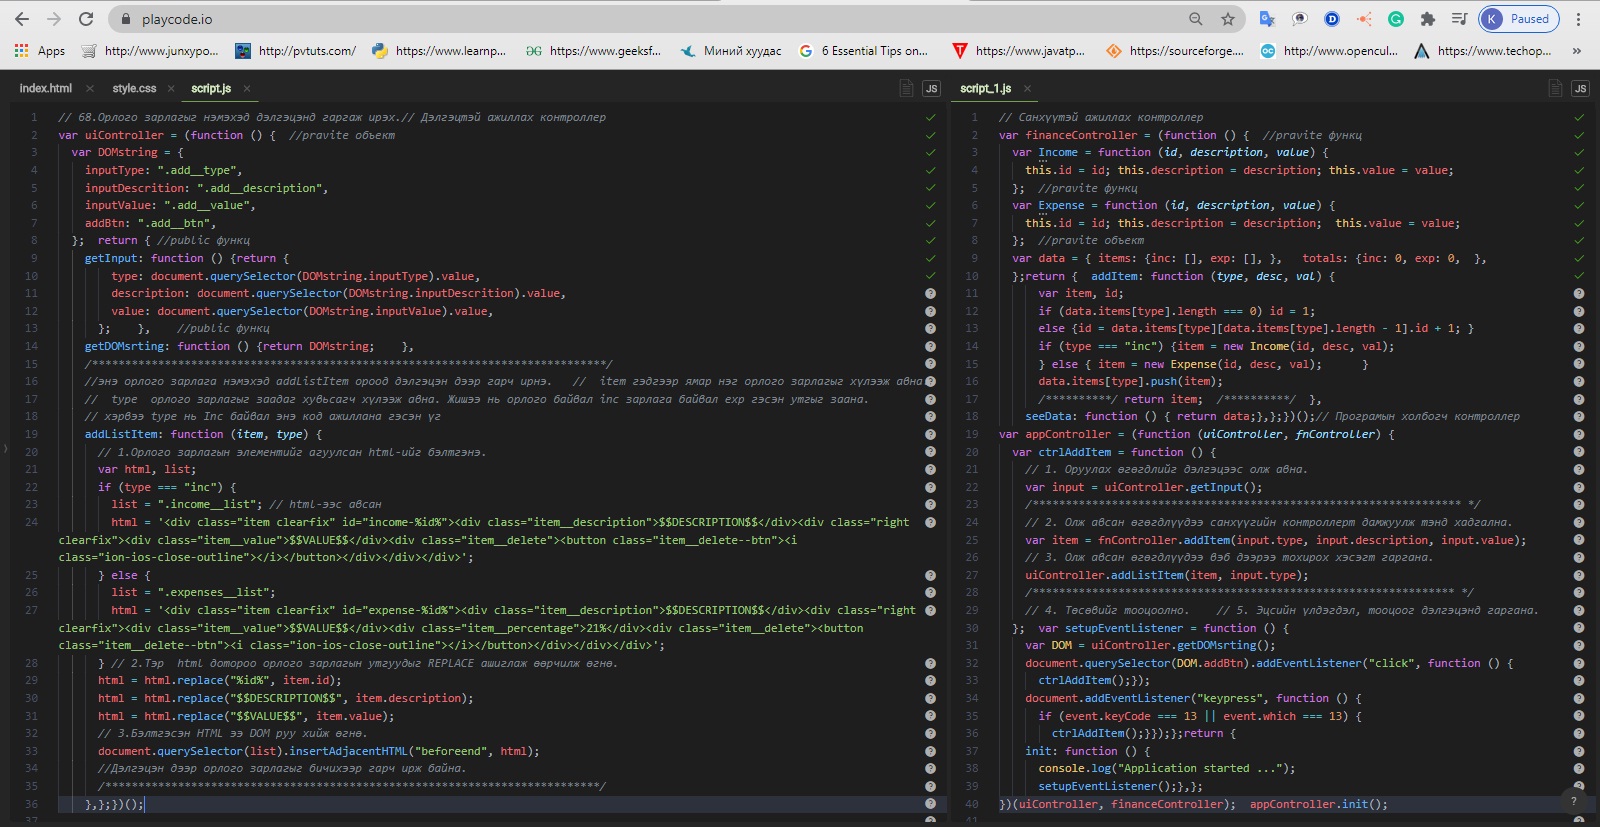 playcode.io
Paused
Apps
http://www.junxypo...
http://pvtuts.com/
https://www.learnp...
https://www.geeksf...
Миний хуудас
6 Essential Tips on...
https://www.javatp...
https://sourceforge....
http://www.opencul...
https://www.techop...
index.html
style.css
script.js
JS
1 // 68.Орлого зарлагыг нэмэхэд дэлгэцэнд гаргаж ирэх.// Дэлгэцтэй ажиллах контроллер
2 var uiController = (function () {  //pravite объект
3 var DOMstring = {
4 inputType: ".add__type",
5 inputDescrition: ".add__description",
6 inputValue: ".add__value",
7 addBtn: ".add__btn",
8 };  return { //public функц
9 getInput: function () {return {
10 type: document.querySelector(DOMstring.inputType).value,
11 description: document.querySelector(DOMstring.inputDescrition).value,
12 value: document.querySelector(DOMstring.inputValue).value,
13 };    },    //public функц
14 getDOMsrting: function () {return DOMstring;    },
15 /******************************************************************************/
16 //энэ орлого зарлага нэмэхэд addListItem ороод дэлгэцэн дээр гарч ирнэ.   //  item гэдгээр ямар нэг орлого зарлагыг хүлээж авна
17 //  type  орлого зарлагыг заадаг хувьсагч хүлээж авна. Жишээ нь орлого байвал inc зарлага байвал exp гэсэн утгыг заана.
18 // хэрвээ type нь Inc байвал энэ код ажиллана гэсэн үг
19 addListItem: function (item, type) {
20 // 1.Орлого зарлагын элементийг агуулсан html-ийг бэлтгэнэ.
21 var html, list;
22 if (type === "inc") {
23 list = ".income__list"; // html-ээс авсан
24 html = '<div class="item clearfix" id="income-%id%"><div class="item__description">$$DESCRIPTION$$</div><div class="right
clearfix"><div class="item__value">$$VALUE$$</div><div class="item__delete"><button class="item__delete--btn"><i
class="ion-ios-close-outline"></i></button></div></div></div>';
25 } else {
26 list = ".expenses__list";
27 html = '<div class="item clearfix" id="expense-%id%"><div class="item__description">$$DESCRIPTION$$</div><div class="right
clearfix"><div class="item__value">$$VALUE$$</div><div class="item__percentage">21%</div><div class="item__delete"><button
class="item__delete--btn"><i class="ion-ios-close-outline"></i></button></div></div></div>';
28 } // 2.Тэр  html дотороо орлого зарлагын утгуудыг REPLACE ашиглаж өөрчилж өгнө.
29 html = html.replace("%id%", item.id);
30 html = html.replace("$$DESCRIPTION$$", item.description);
31 html = html.replace("$$VALUE$$", item.value);
32 // 3.Бэлтгэсэн HTML ээ DOM руу хийж өгнө.
33 document.querySelector(list).insertAdjacentHTML("beforeend", html);
34 //Дэлгэцэн дээр орлого зарлагыг бичихээр гарч ирж байна.
35 /******************************************************************************/
36 },};})();
37
script_1.js
JS
1 // Санхүүтэй ажиллах контроллер
2 var financeController = (function () {  //pravite функц
3 var Income = function (id, description, value) {
4 this.id = id; this.description = description; this.value = value;
5 };  //pravite функц
6 var Expense = function (id, description, value) {
7 this.id = id; this.description = description;  this.value = value;
8 };  //pravite объект
9 var data = { items: {inc: [], exp: [], },   totals: {inc: 0, exp: 0,  },
10 };return {  addItem: function (type, desc, val) {
11 var item, id;
12 if (data.items[type].length === 0) id = 1;
13 else {id = data.items[type][data.items[type].length - 1].id + 1; }
14 if (type === "inc") {item = new Income(id, desc, val);
15 } else { item = new Expense(id, desc, val);      }
16 data.items[type].push(item);
17 /**********/ return item;  /**********/  },
18 seeData: function () { return data;},};})();// Програмын холбогч контроллер
19 var appController = (function (uiController, fnController) {
20 var ctrlAddItem = function () {
21 // 1. Оруулах өгөгдлийг дэлгэцээс олж авна.
22 var input = uiController.getInput();
23 /***************************************************************** */
24 // 2. Олж авсан өгөгдлүүдээ санхүүгийн контроллерт дамжуулж тэнд хадгална.
25 var item = fnController.addItem(input.type, input.description, input.value);
26 // 3. Олж авсан өгөгдлүүдээ вэб дээрээ тохирох хэсэгт гаргана.
27 uiController.addListItem(item, input.type);
28 /**************************************************************** */
29 // 4. Төсөвийг тооцоолно.    // 5. Эцсийн үлдэгдэл, тооцоог дэлгэцэнд гаргана.
30 };  var setupEventListener = function () {
31 var DOM = uiController.getDOMsrting();
32 document.querySelector(DOM.addBtn).addEventListener("click", function () {
33 ctrlAddItem();});
34 document.addEventListener("keypress", function () {
35 if (event.keyCode === 13 || event.which === 13) {
36 ctrlAddItem();}});};return {
37 init: function () {
38 console.log("Application started ...");
39 setupEventListener();},};
40 })(uiController, financeController);  appController.init();
41